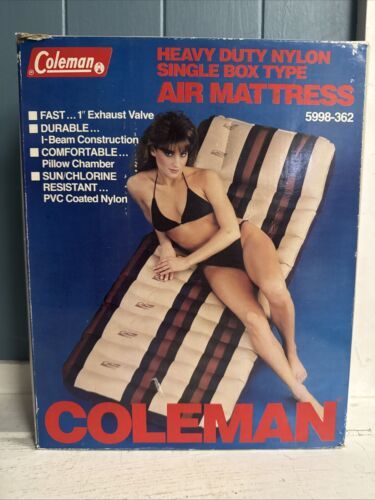 Coleman
HEAVY DUTY NYLON
SINGLE BOX TYPE
AIR MATTRESS
5998-362
FAST... 1" Exhaust Valve
DURABLE...
I-Beam Construction
COMFORTABLE...
Pillow Chamber
SUN/CHLORINE
RESISTANT...
PVC Coated Nylon
COLEMAN